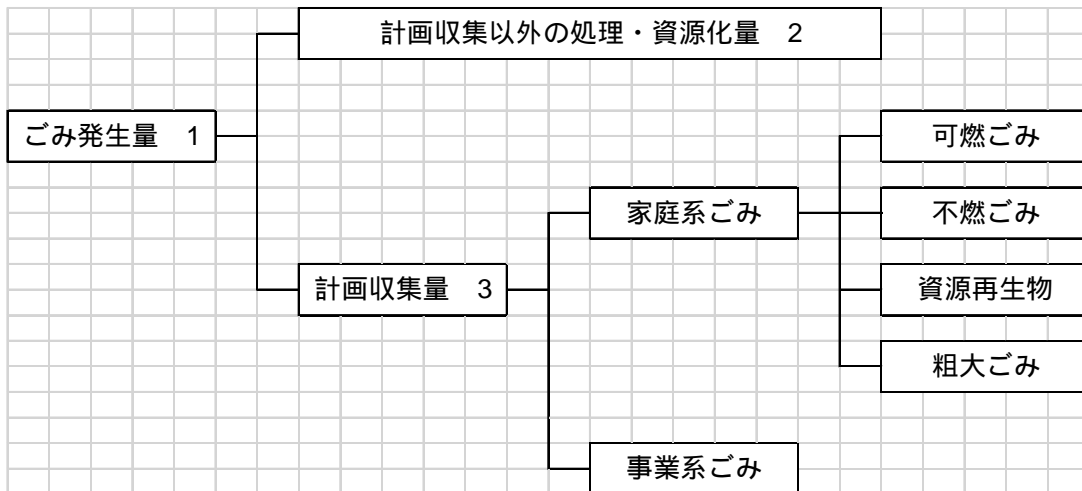 計画収集以外の処理・資源化量　2
ごみ発生量　1
可燃ごみ
家庭系ごみ
不燃ごみ
計画収集量　3
資源再生物
粗大ごみ
事業系ごみ